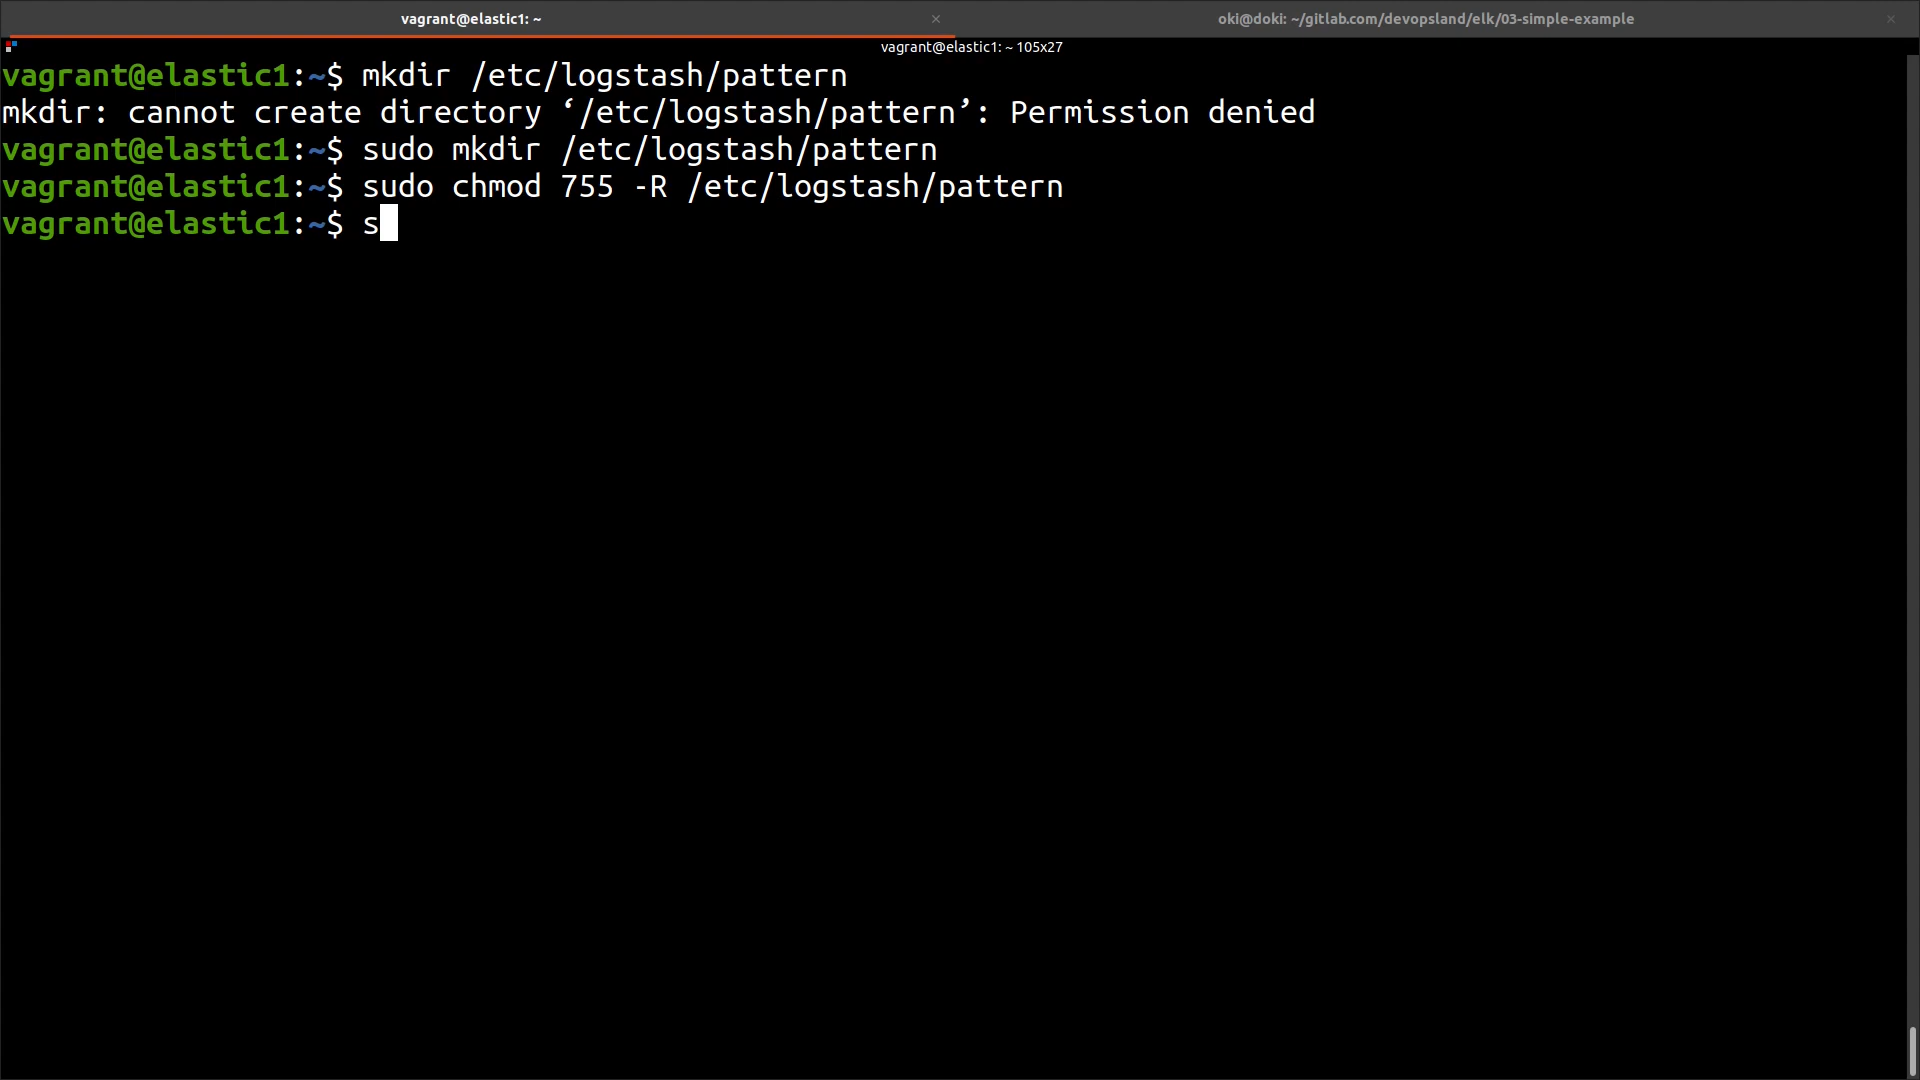 vagrant@elastic1: ~ × oki@doki: ~/gitlab.com/devopsland/elk/03-simple-example ×
vagrant@elastic1: ~ 105x27
vagrant@elastic1:~$ mkdir /etc/logstash/pattern
mkdir: cannot create directory ‘/etc/logstash/pattern’: Permission denied
vagrant@elastic1:~$ sudo mkdir /etc/logstash/pattern
vagrant@elastic1:~$ sudo chmod 755 -R /etc/logstash/pattern
vagrant@elastic1:~$ s